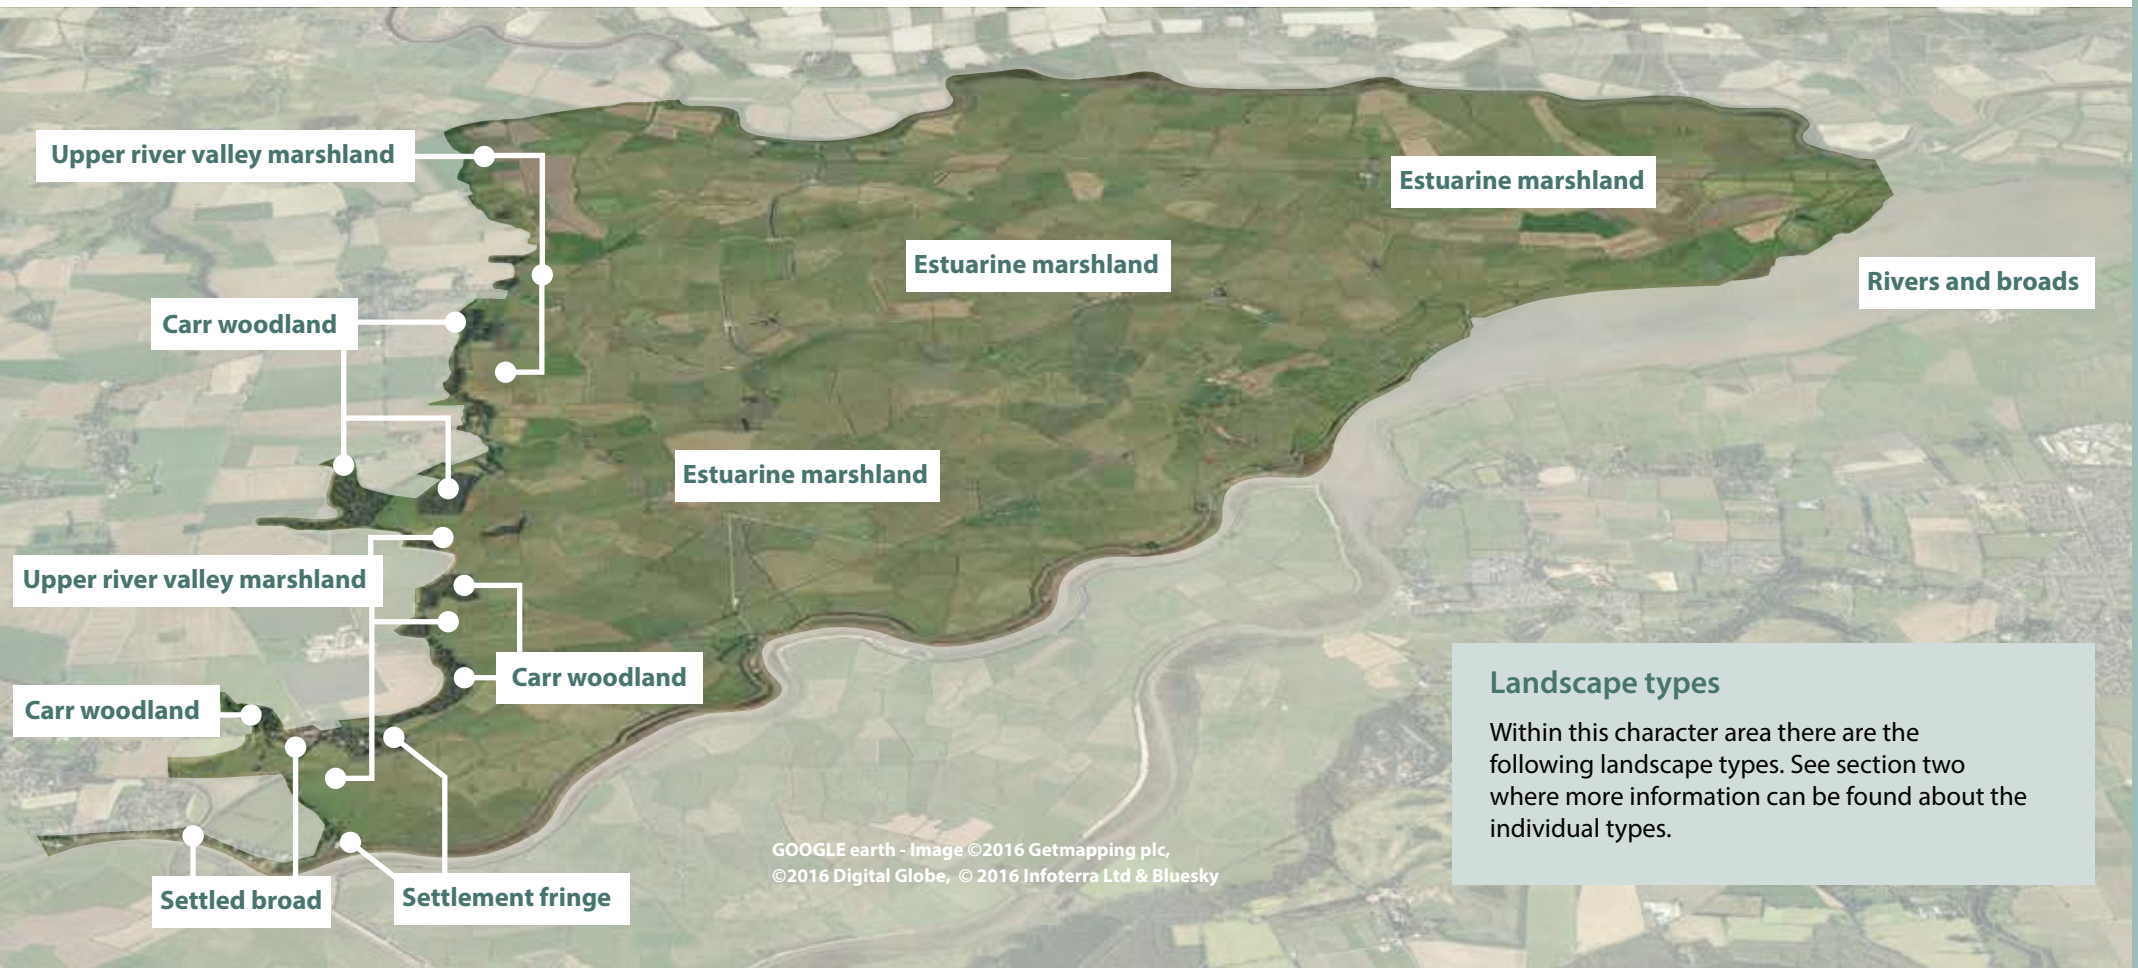 Upper river valley marshland
Estuarine marshland
Estuarine marshland
Rivers and broads
Carr woodland
Estuarine marshland
Upper river valley marshland
Carr woodland
Carr woodland
Settled broad
Settlement fringe
GOOGLE earth - Image ©2016 Getmapping plc,
©2016 Digital Globe, © 2016 Infoterra Ltd & Bluesky
Landscape types
Within this character area there are the
following landscape types. See section two
where more information can be found about the
individual types.